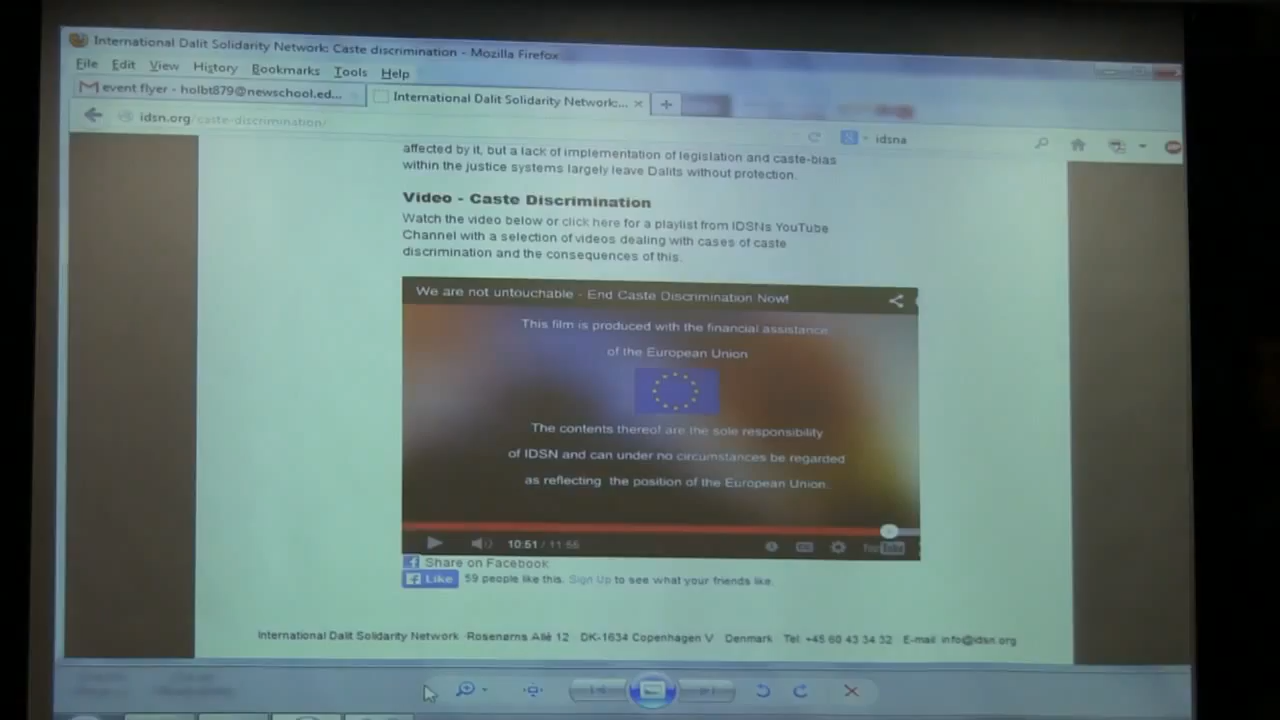 International Dalit Solidarity Network: Caste discrimination - Mozilla Firefox
File Edit View History Bookmarks Tools Help
event flyer - holbt879@newschool.ed...
International Dalit Solidarity Network:...
idsn.org/caste-discrimination/
idsna
affected by it, but a lack of implementation of legislation and caste-bias
within the justice systems largely leave Dalits without protection.
Video - Caste Discrimination
Watch the video below or click here for a playlist from IDSNs YouTube
Channel with a selection of videos dealing with cases of caste
discrimination and the consequences of this.
We are not untouchable - End Caste Discrimination Now!
This film is produced with the financial assistance
of the European Union
The contents thereof are the sole responsibility
of IDSN and can under no circumstances be regarded
as reflecting the position of the European Union.
10:51 / 11:55
YouTube
Share on Facebook
Like 59 people like this. Sign Up to see what your friends like.
International Dalit Solidarity Network Rosenørns Allé 12 DK-1634 Copenhagen V Denmark Tel: +45 60 43 34 32 E-mail: info@idsn.org